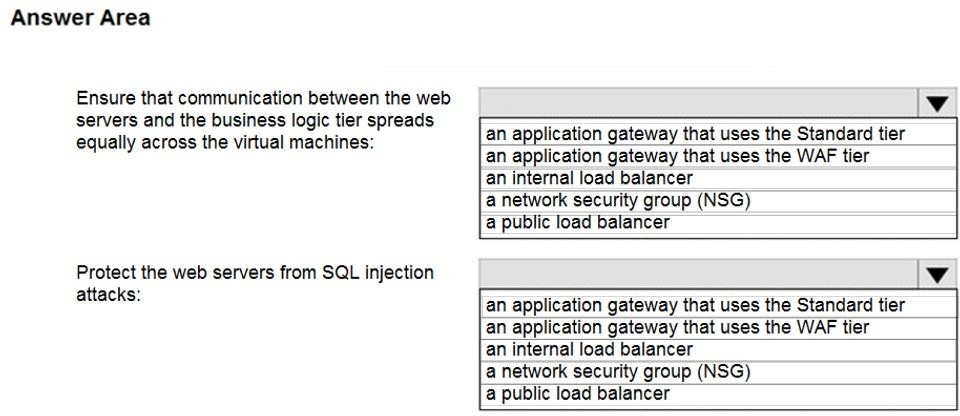 Answer Area
Ensure that communication between the web
servers and the business logic tier spreads
equally across the virtual machines:
an application gateway that uses the Standard tier
an application gateway that uses the WAF tier
an internal load balancer
a network security group (NSG)
a public load balancer
Protect the web servers from SQL injection
attacks:
an application gateway that uses the Standard tier
an application gateway that uses the WAF tier
an internal load balancer
a network security group (NSG)
a public load balancer